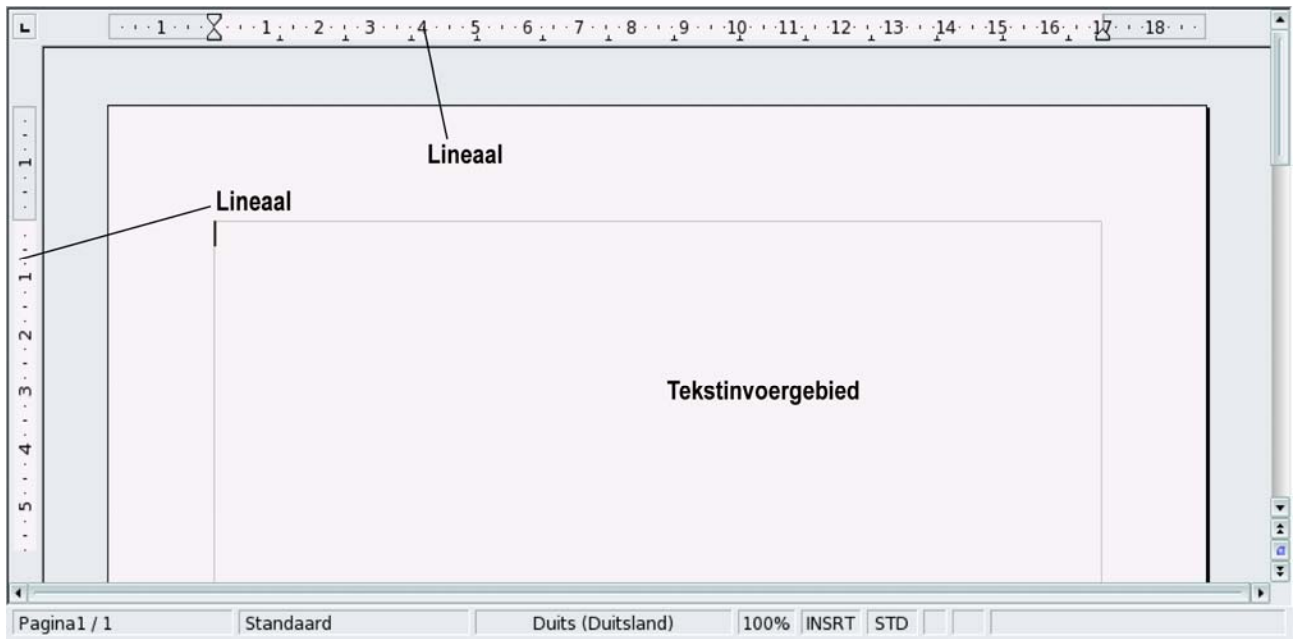 1 1 2 3 4 5 6 7 8 9 10 11 12 13 14 15 16 17 18
Lineaal
Lineaal
1 1 2 3 4 5
Tekstinvoergebied
Pagina1 / 1 Standaard Duits (Duitsland) 100% INSRT STD